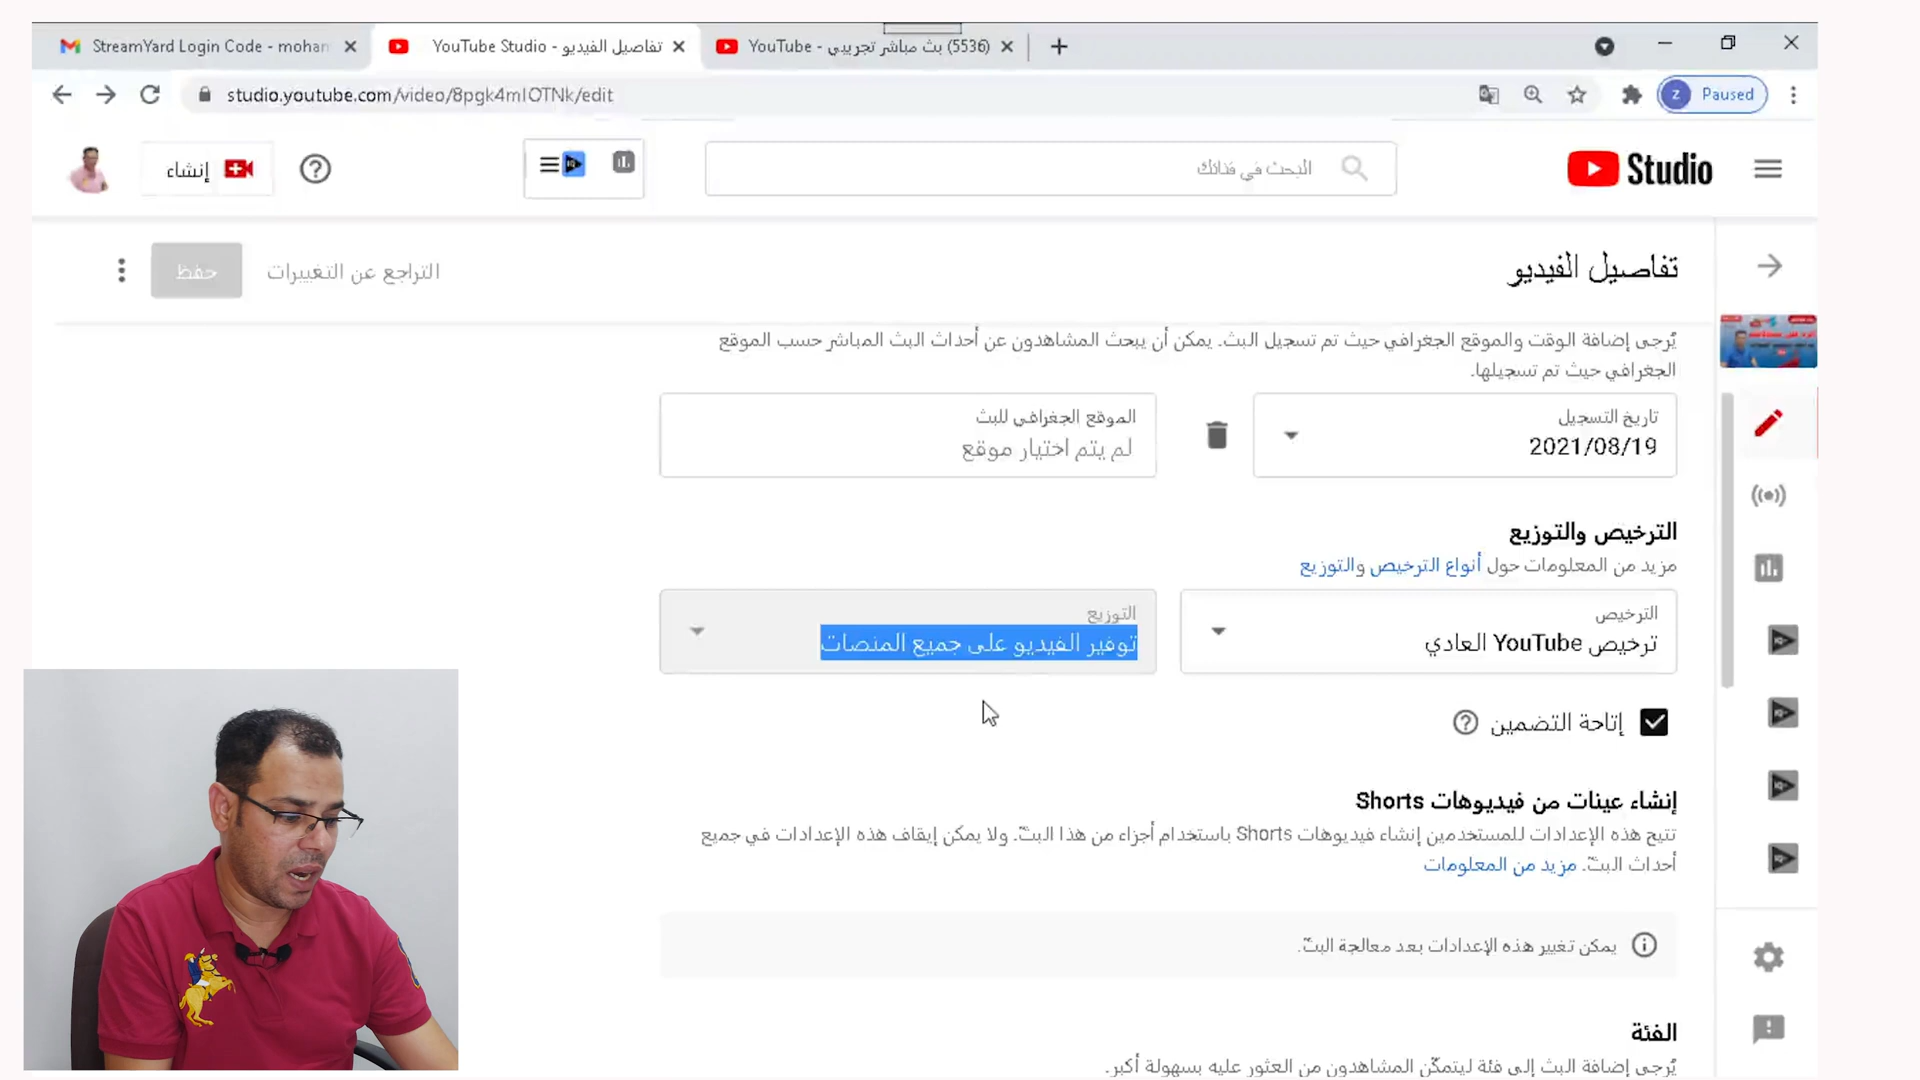 StreamYard Login Code - mohan
YouTube Studio - تفاصيل الفيديو
YouTube - بث مباشر تجريبي (5536)
studio.youtube.com/video/8pgk4mIOTNk/edit
Z Paused
إنشاء
البحث في قناتك
Studio
تفاصيل الفيديو
التراجع عن التغييرات
حفظ
يُرجى إضافة الوقت والموقع الجغرافي حيث تم تسجيل البث. يمكن أن يبحث المشاهدون عن أحداث البث المباشر حسب الموقع
الجغرافي حيث تم تسجيلها.
تاريخ التسجيل
2021/08/19
الموقع الجغرافي للبث
لم يتم اختيار موقع
الترخيص والتوزيع
مزيد من المعلومات حول أنواع الترخيص والتوزيع
الترخيص
ترخيص YouTube العادي
التوزيع
توفير الفيديو على جميع المنصات
إتاحة التضمين
إنشاء عينات من فيديوهات Shorts
تتيح هذه الإعدادات للمستخدمين إنشاء فيديوهات Shorts باستخدام أجزاء من هذا البثّ. ولا يمكن إيقاف هذه الإعدادات في جميع
أحداث البثّ. مزيد من المعلومات
يمكن تغيير هذه الإعدادات بعد معالجة البثّ.
الفئة
يُرجى إضافة البث إلى فئة ليتمكّن المشاهدون من العثور عليه بسهولة أكبر.